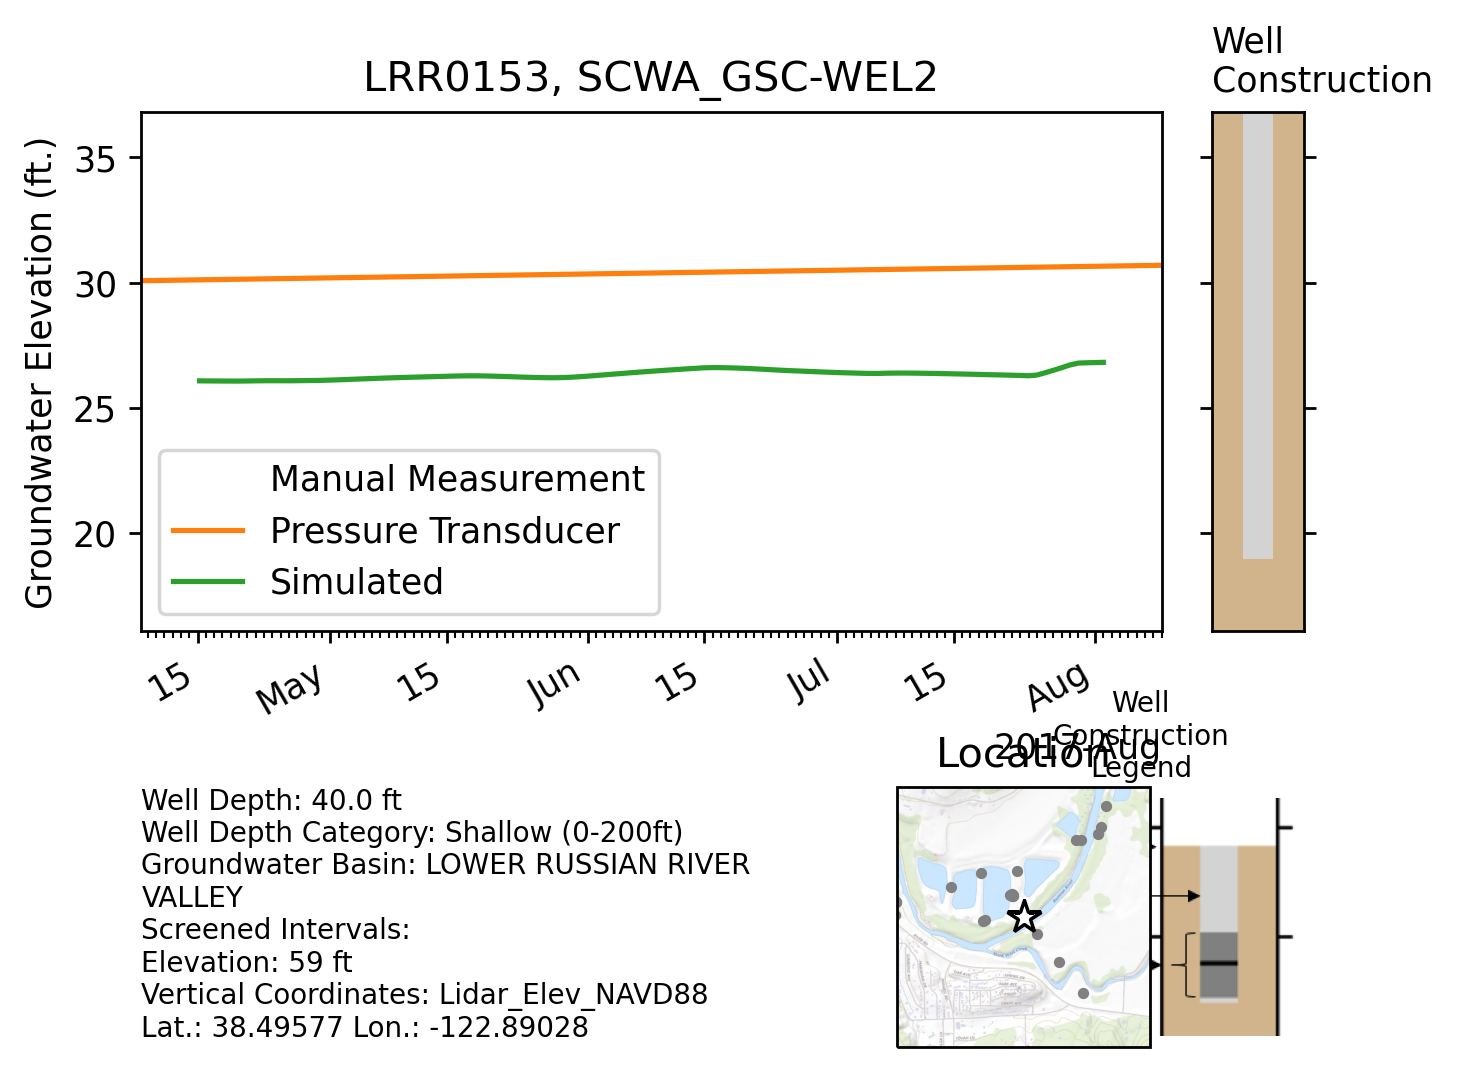 Well
Construction
LRR0153, SCWA_GSC-WEL2
Groundwater Elevation (ft.)
35
30
25
20
Manual Measurement
Pressure Transducer
Simulated
15
May
15
Jun
15
Jul
15
Aug
2017-Aug
Well
Construction
Legend
Location
Well Depth: 40.0 ft
Well Depth Category: Shallow (0-200ft)
Groundwater Basin: LOWER RUSSIAN RIVER
VALLEY
Screened Intervals:
Elevation: 59 ft
Vertical Coordinates: Lidar_Elev_NAVD88
Lat.: 38.49577 Lon.: -122.89028